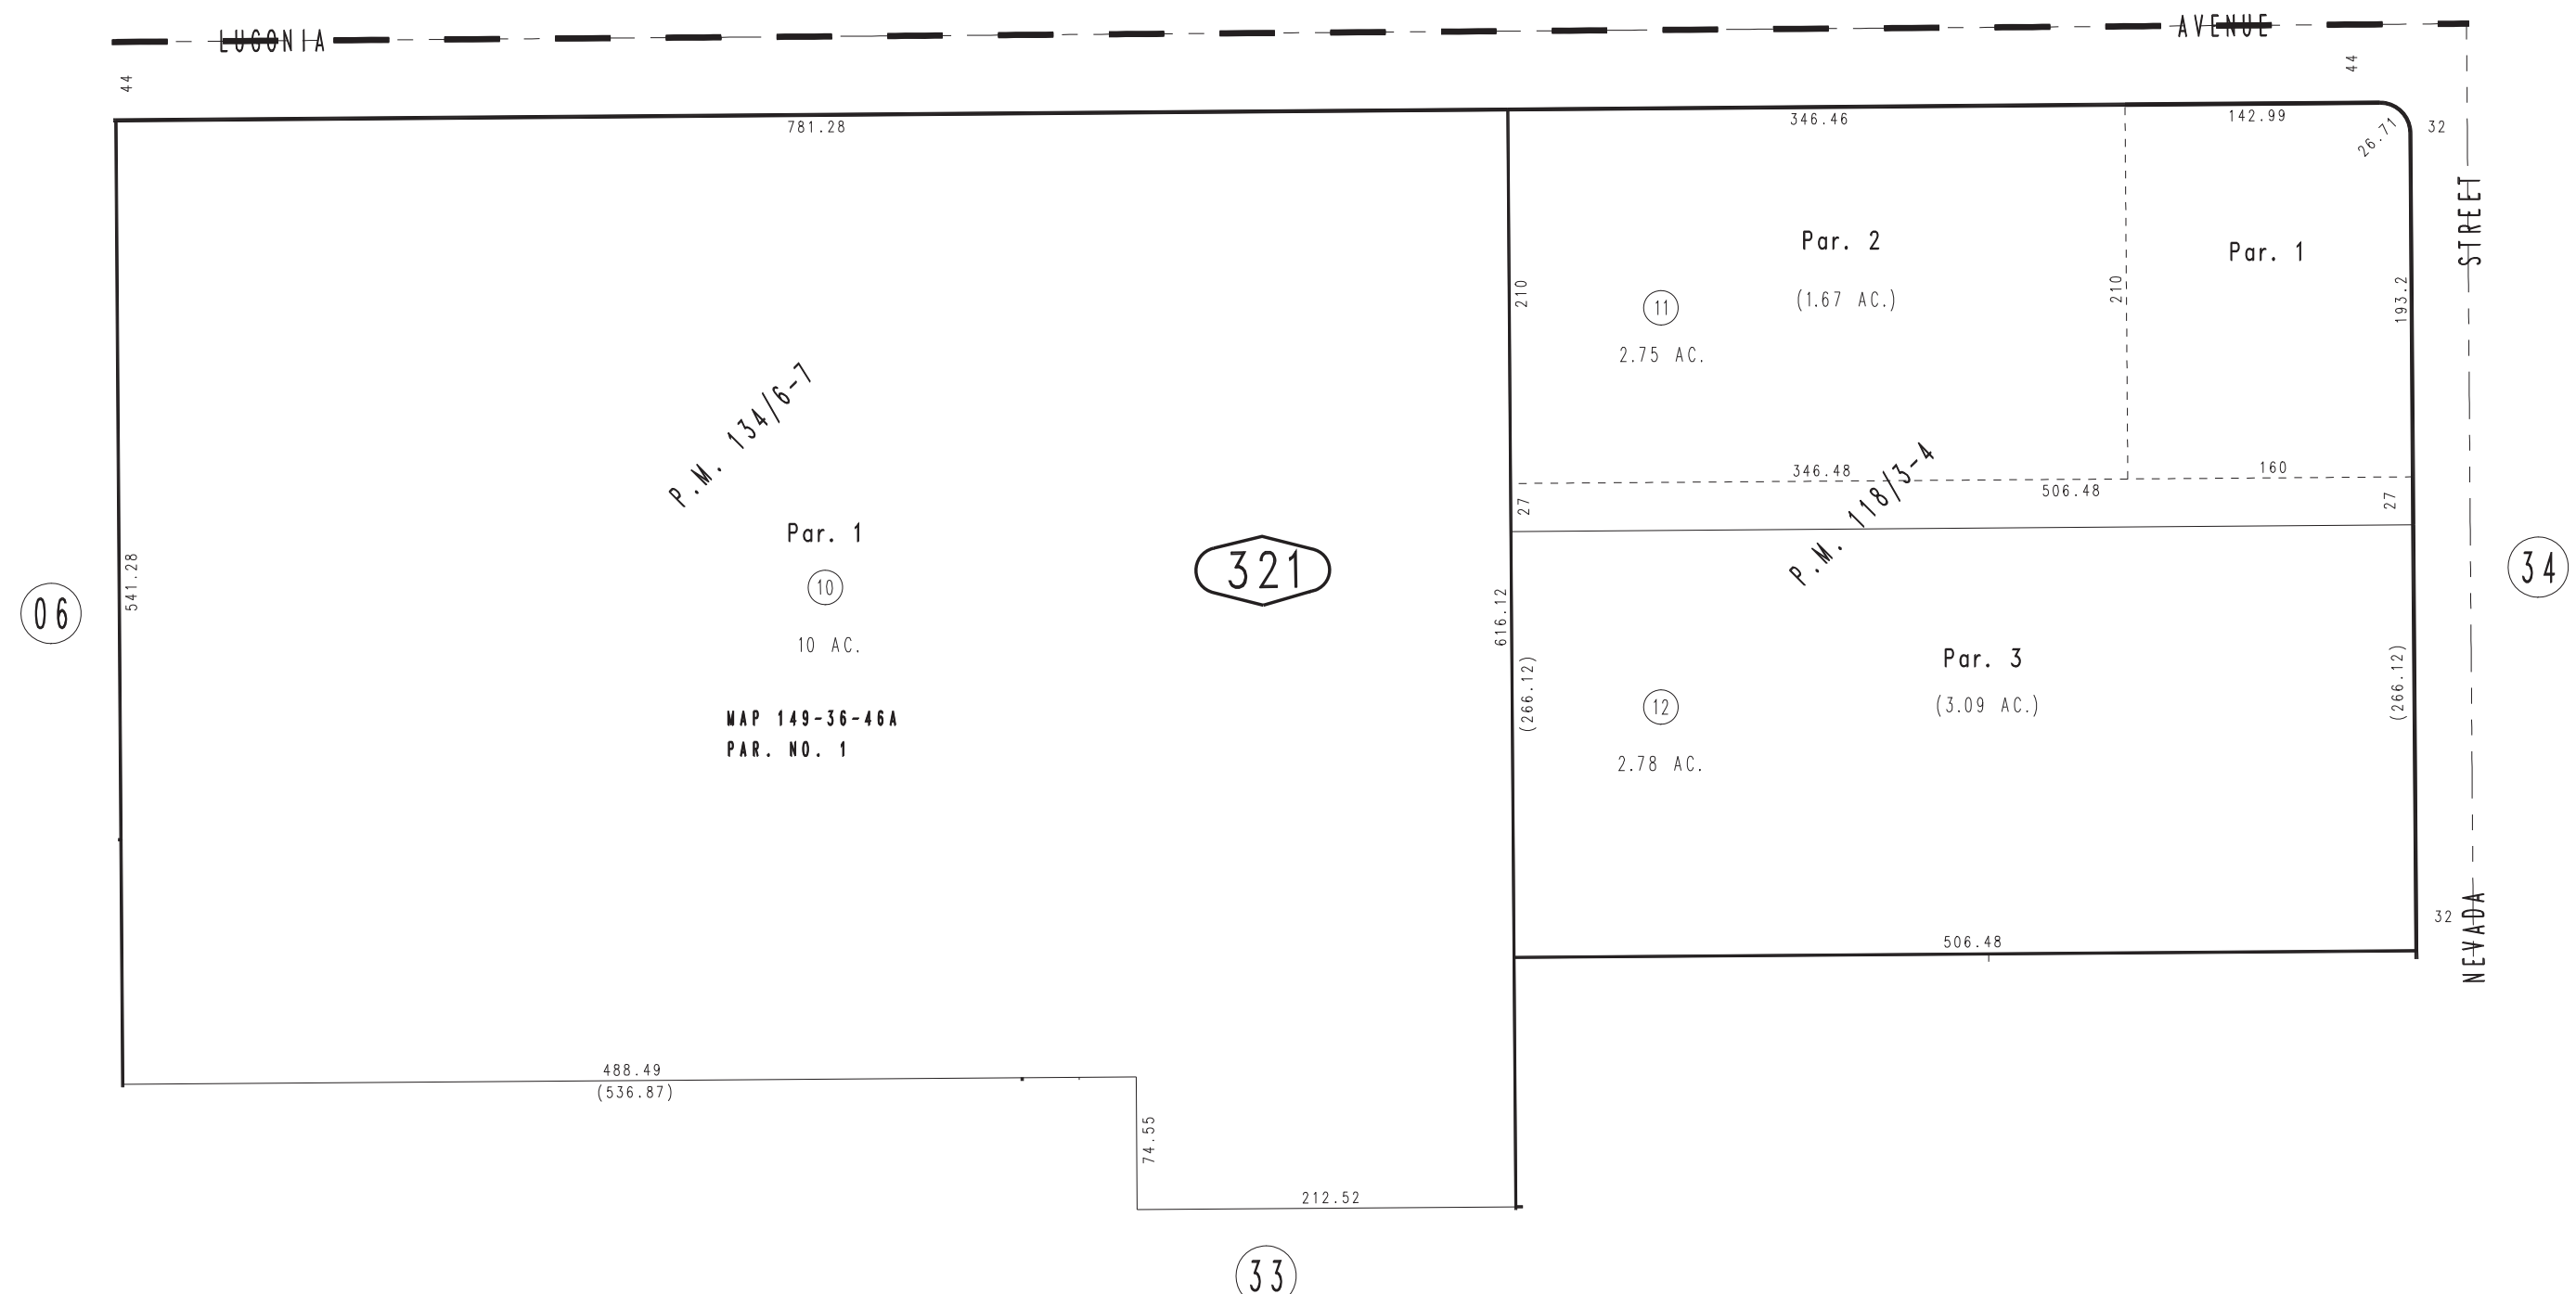 LUGONIA
AVENUE
44
44
781.28
346.46
142.99
26.71
32
STREET
Par. 2
Par. 1
(1.67 AC.)
210
11
210
193.2
2.75 AC.
P.M. 134/6-7
346.48
160
506.48
27
27
P.M. 118/3-4
Par. 1
10
10 AC.
321
541.28
06
34
616.12
(266.12)
Par. 3
(3.09 AC.)
(266.12)
12
2.78 AC.
MAP 149-36-46A
PAR. NO. 1
32
NEVADA
506.48
488.49
(536.87)
74.55
212.52
33